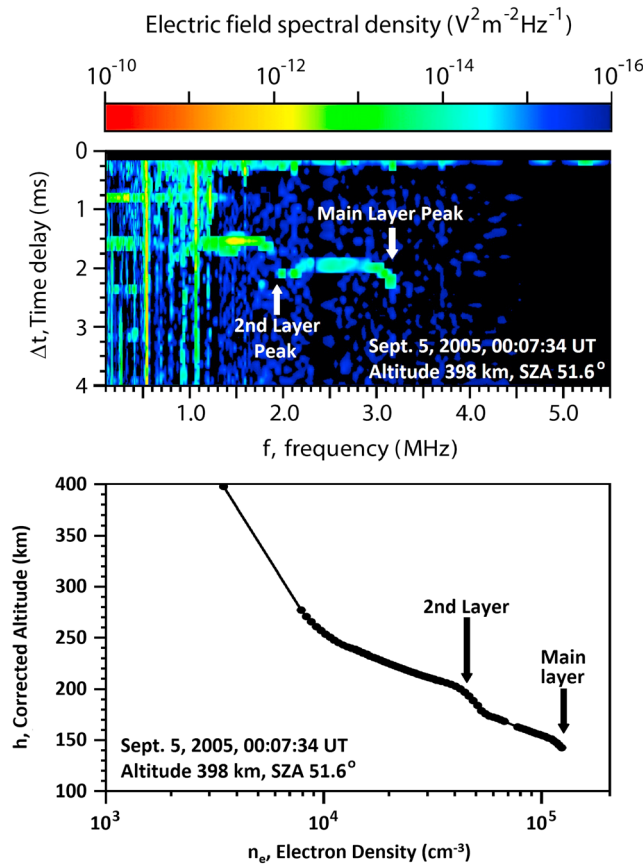 Electric field spectral density (V²m⁻²Hz⁻¹)
10⁻¹⁰ 10⁻¹² 10⁻¹⁴ 10⁻¹⁶
0
1
2
3
4
Δt, Time delay (ms)
Main Layer Peak
2nd Layer
Peak
Sept. 5, 2005, 00:07:34 UT
Altitude 398 km, SZA 51.6°
1.0 2.0 3.0 4.0 5.0
f, frequency (MHz)
400
350
300
250
200
150
100
h, Corrected Altitude (km)
2nd Layer
Main
layer
Sept. 5, 2005, 00:07:34 UT
Altitude 398 km, SZA 51.6°
10³ 10⁴ 10⁵
nₑ, Electron Density (cm⁻³)